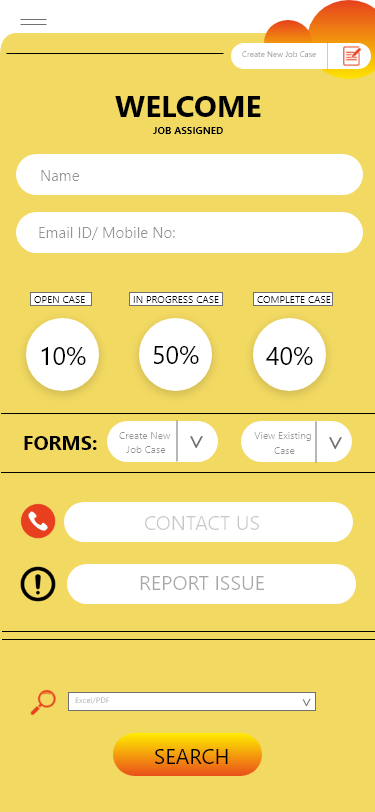 Create New Job Case
WELCOME
JOB ASSIGNED
Name
Email ID/ Mobile No:
OPEN CASE
IN PROGRESS CASE
COMPLETE CASE
10%
50%
40%
FORMS:
Create New
Job Case
View Existing
Case
CONTACT US
REPORT ISSUE
Excel/PDF
SEARCH